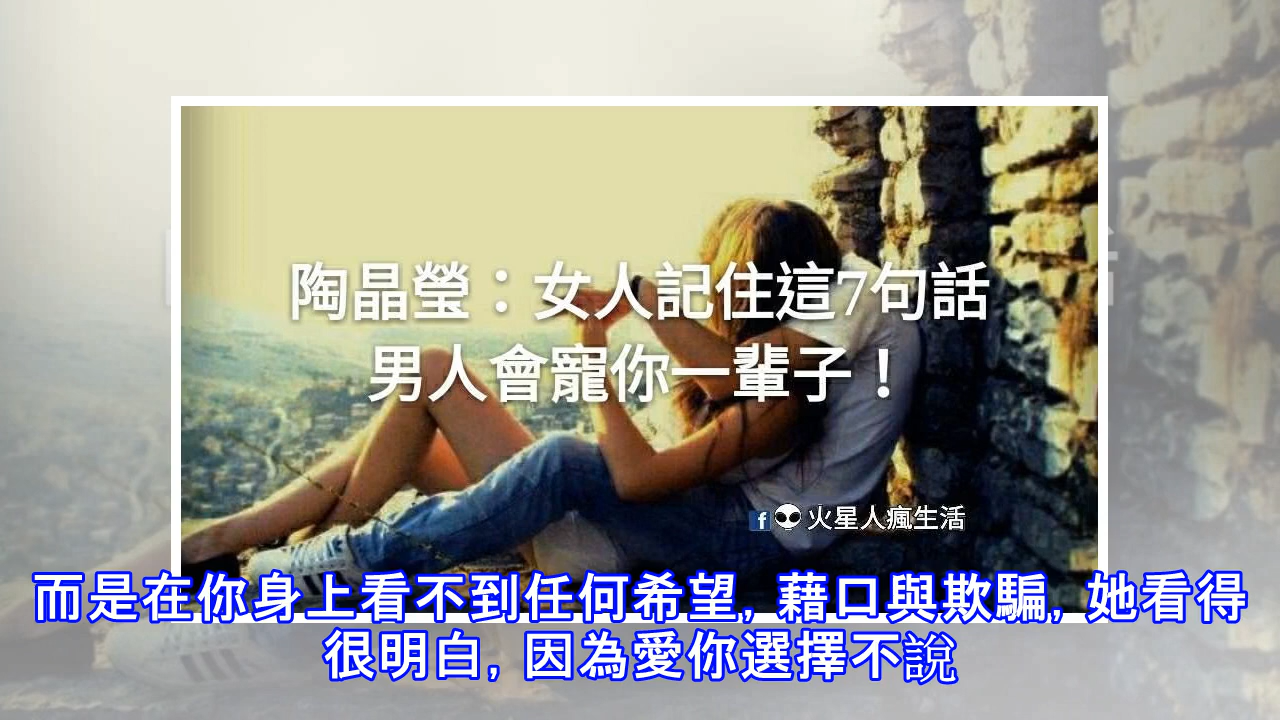 陶晶瑩：女人記住這7句話
男人會寵你一輩子！
f 火星人瘋生活
而是在你身上看不到任何希望, 藉口與欺騙, 她看得
很明白, 因為愛你選擇不說